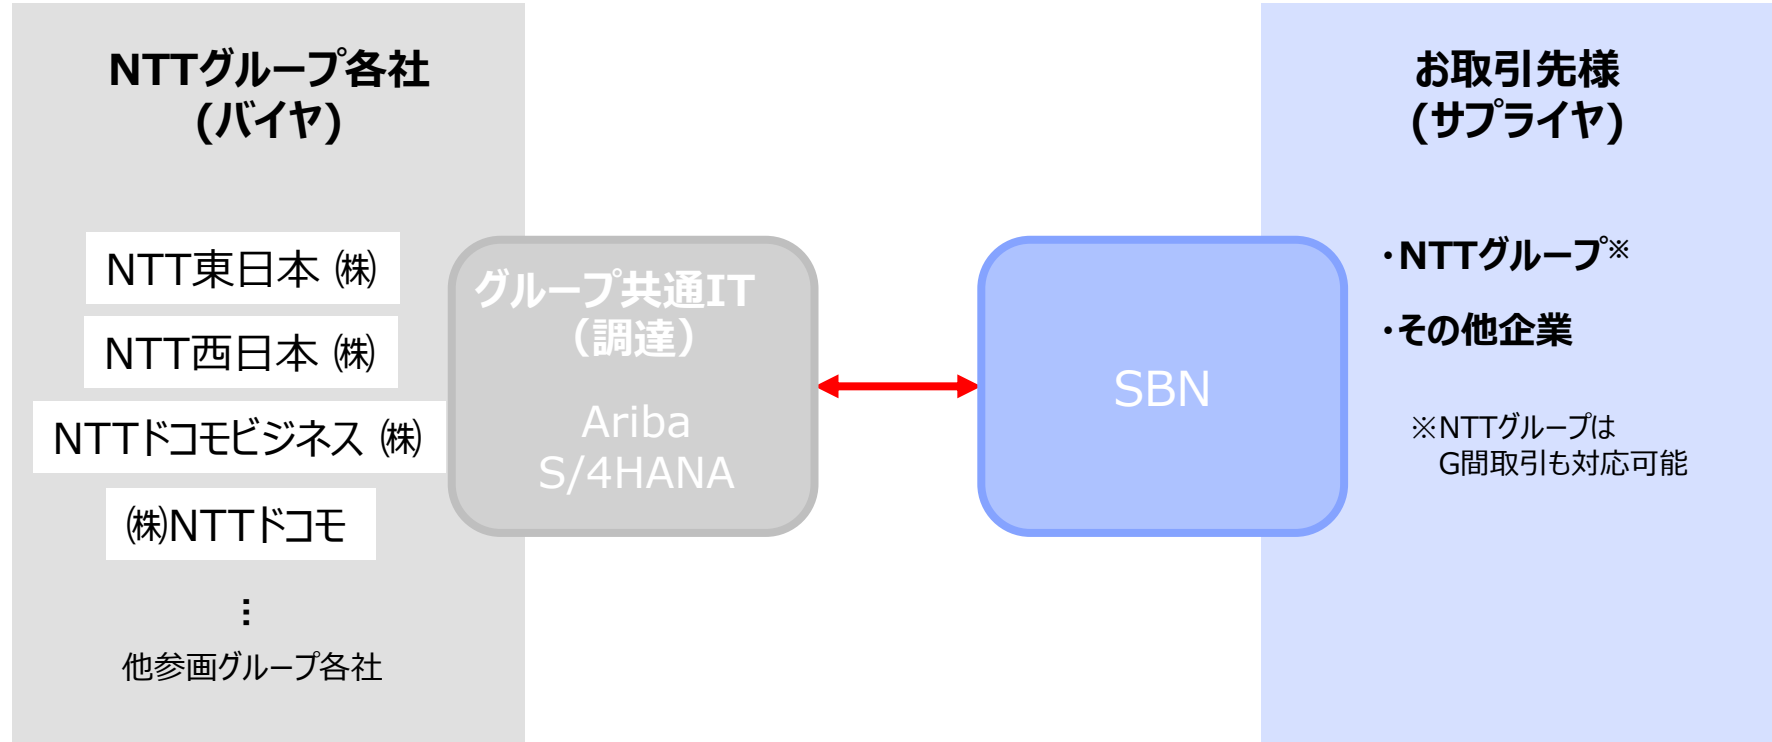 NTTグループ各社
(バイヤ)
NTT東日本 ㈱
NTT西日本 ㈱
NTTドコモビジネス ㈱
㈱NTTドコモ
…
他参画グループ各社
グループ共通IT
（調達）
Ariba
S/4HANA
SBN
お取引先様
(サプライヤ)
・NTTグループ※
・その他企業
※NTTグループは
G間取引も対応可能